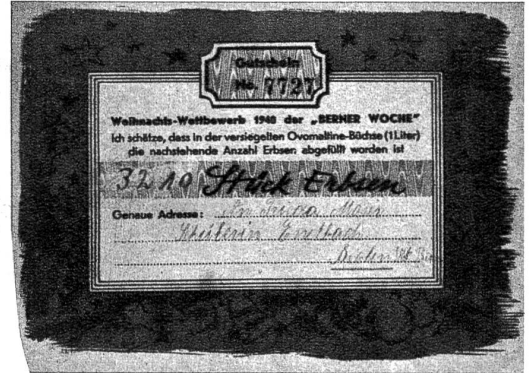 Gutschein
No. 7727
Weihnachts-Wettbewerb 1940 der „BERNER WOCHE"
Ich schätze, dass in der versiegelten Ovomaltine-Büchse (1 Liter)
die nachstehende Anzahl Erbsen abgefüllt worden ist
3210 Stück Erbsen
Genaue Adresse: